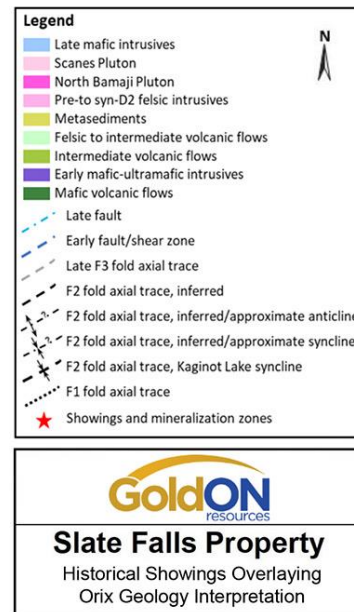 Legend
N
Late mafic intrusives
Scanes Pluton
North Bamaji Pluton
Pre-to syn-D2 felsic intrusives
Metasediments
Felsic to intermediate volcanic flows
Intermediate volcanic flows
Early mafic-ultramafic intrusives
Mafic volcanic flows
Late fault
Early fault/shear zone
Late F3 fold axial trace
F2 fold axial trace, inferred
F2 fold axial trace, inferred/approximate anticline
F2 fold axial trace, inferred/approximate syncline
F2 fold axial trace, Kaginot Lake syncline
F1 fold axial trace
Showings and mineralization zones
GoldON
resources
Slate Falls Property
Historical Showings Overlaying
Orix Geology Interpretation